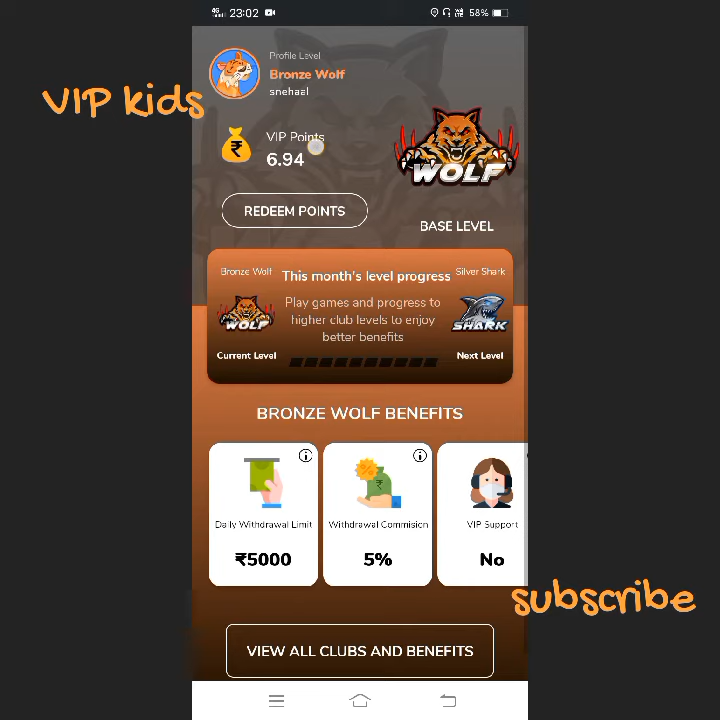 4G 23:02 58%
Profile Level
Bronze Wolf
snehaal
VIP kids
VIP Points
6.94
WOLF
REDEEM POINTS
BASE LEVEL
Bronze Wolf This month's level progress Silver Shark
Play games and progress to
higher club levels to enjoy
better benefits
WOLF
SHARK
Current Level
Next Level
BRONZE WOLF BENEFITS
Daily Withdrawal Limit
₹5000
Withdrawal Commision
5%
VIP Support
No
subscribe
VIEW ALL CLUBS AND BENEFITS